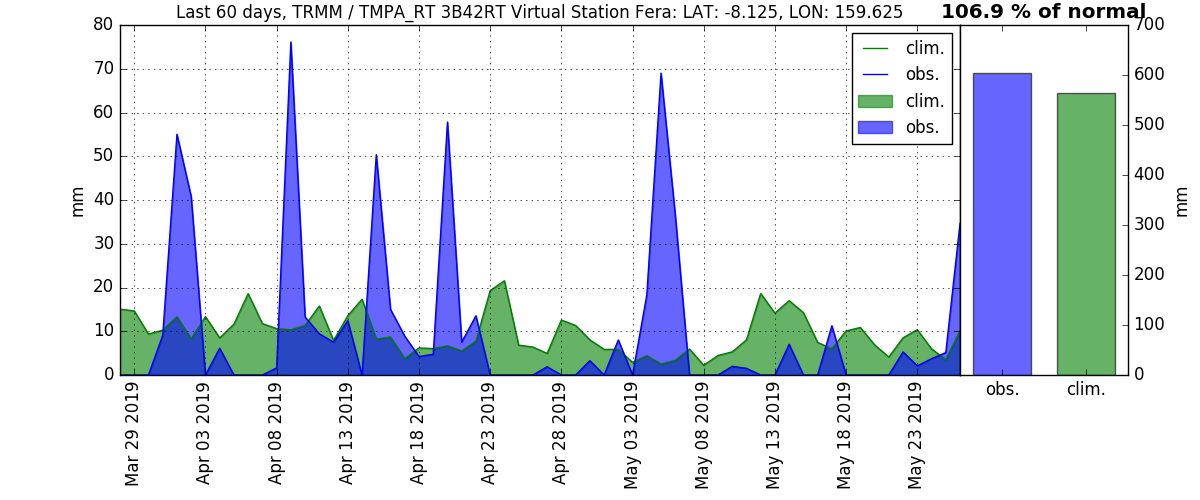 Last 60 days, TRMM / TMPA_RT 3B42RT Virtual Station Fera: LAT: -8.125, LON: 159.625
106.9 % of normal
80
70
60
50
40
30
20
10
0
mm
clim.
obs.
clim.
obs.
Mar 29 2019
Apr 03 2019
Apr 08 2019
Apr 13 2019
Apr 18 2019
Apr 23 2019
Apr 28 2019
May 03 2019
May 08 2019
May 13 2019
May 18 2019
May 23 2019
700
600
500
400
300
200
100
0
mm
obs.
clim.